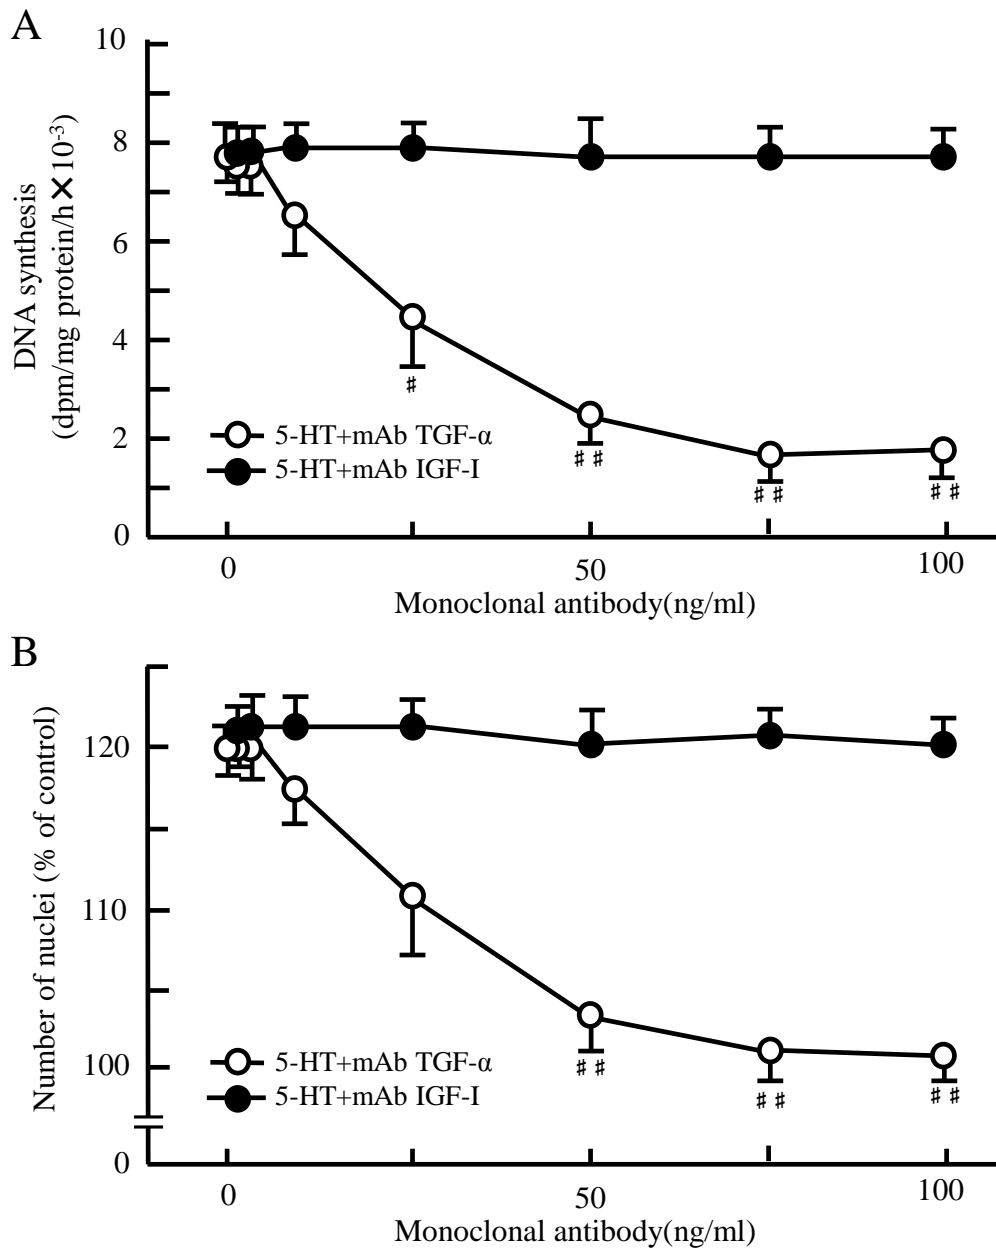 A
10
8
6
4
2
0
DNA synthesis
(dpm/mg protein/h×10-3)
♯
♯♯
♯♯
♯♯
5-HT+mAb TGF-α
5-HT+mAb IGF-I
0
50
100
Monoclonal antibody(ng/ml)
B
120
110
100
0
Number of nuclei (% of control)
♯♯
♯♯
♯♯
5-HT+mAb TGF-α
5-HT+mAb IGF-I
0
50
100
Monoclonal antibody(ng/ml)